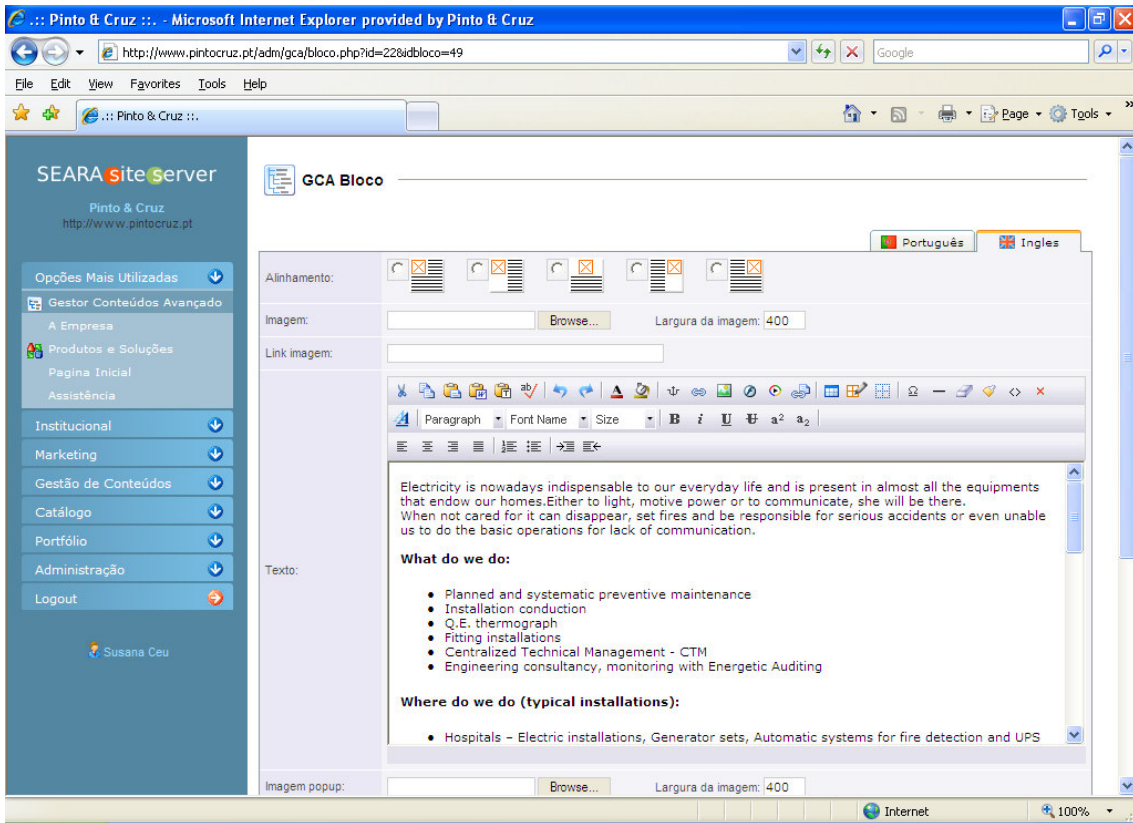 .:: Pinto & Cruz ::. - Microsoft Internet Explorer provided by Pinto & Cruz
http://www.pintocruz.pt/adm/gca/bloco.php?id=22&idbloco=49
Google
File Edit View Favorites Tools Help
.:: Pinto & Cruz ::.
Page Tools
SEARA site server
Pinto & Cruz
http://www.pintocruz.pt
Opções Mais Utilizadas
Gestor Conteúdos Avançado
A Empresa
Produtos e Soluções
Pagina Inicial
Assistência
Institucional
Marketing
Gestão de Conteúdos
Catálogo
Portfólio
Administração
Logout
Susana Ceu
GCA Bloco
Português Ingles
Alinhamento:
Imagem: Browse... Largura da imagem: 400
Link imagem:
Paragraph Font Name Size B i U U a² a₂
Texto:
Electricity is nowadays indispensable to our everyday life and is present in almost all the equipments
that endow our homes.Either to light, motive power or to communicate, she will be there.
When not cared for it can disappear, set fires and be responsible for serious accidents or even unable
us to do the basic operations for lack of communication.
What do we do:
• Planned and systematic preventive maintenance
• Installation conduction
• Q.E. thermograph
• Fitting installations
• Centralized Technical Management - CTM
• Engineering consultancy, monitoring with Energetic Auditing
Where do we do (typical installations):
• Hospitals – Electric installations, Generator sets, Automatic systems for fire detection and UPS
Imagem popup: Browse... Largura da imagem: 400
Internet 100%